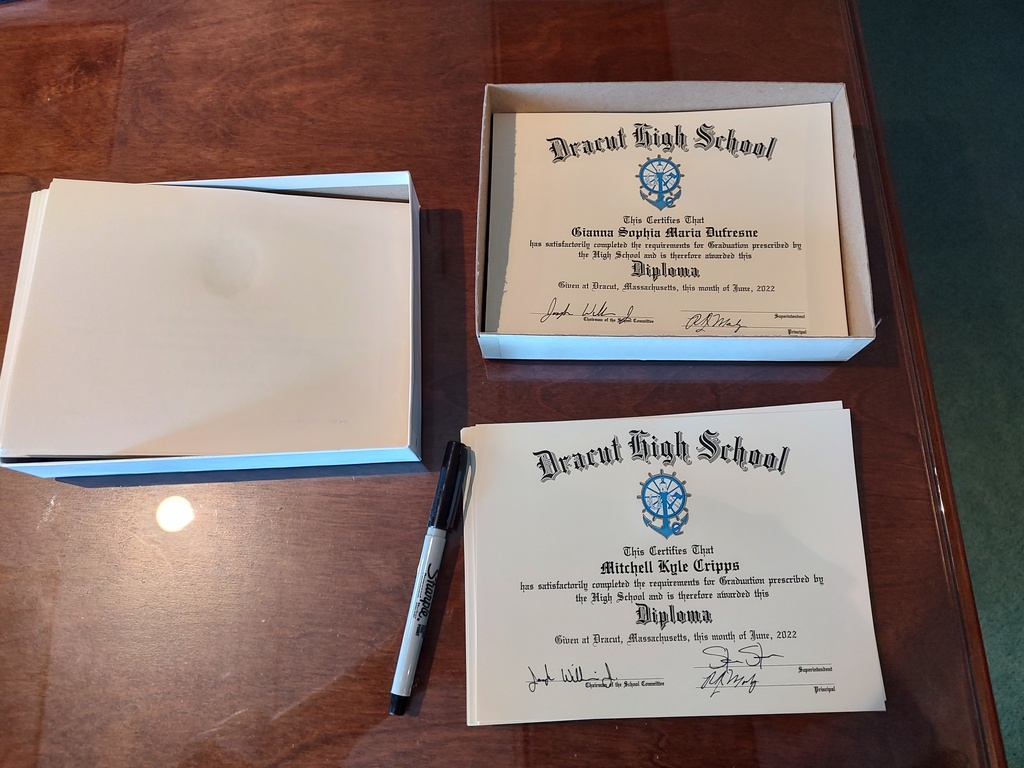 Dracut High School
This Certifies That
Gianna Sophia Maria Dufresne
has satisfactorily completed the requirements for Graduation prescribed by
the High School and is therefore awarded this
Diploma
Given at Dracut, Massachusetts, this month of June, 2022
Superintendent
Chairman of the School Committee
Principal
Dracut High School
This Certifies That
Mitchell Kyle Cripps
has satisfactorily completed the requirements for Graduation prescribed by
the High School and is therefore awarded this
Diploma
Given at Dracut, Massachusetts, this month of June, 2022
Superintendent
Chairman of the School Committee
Principal
Sharpie